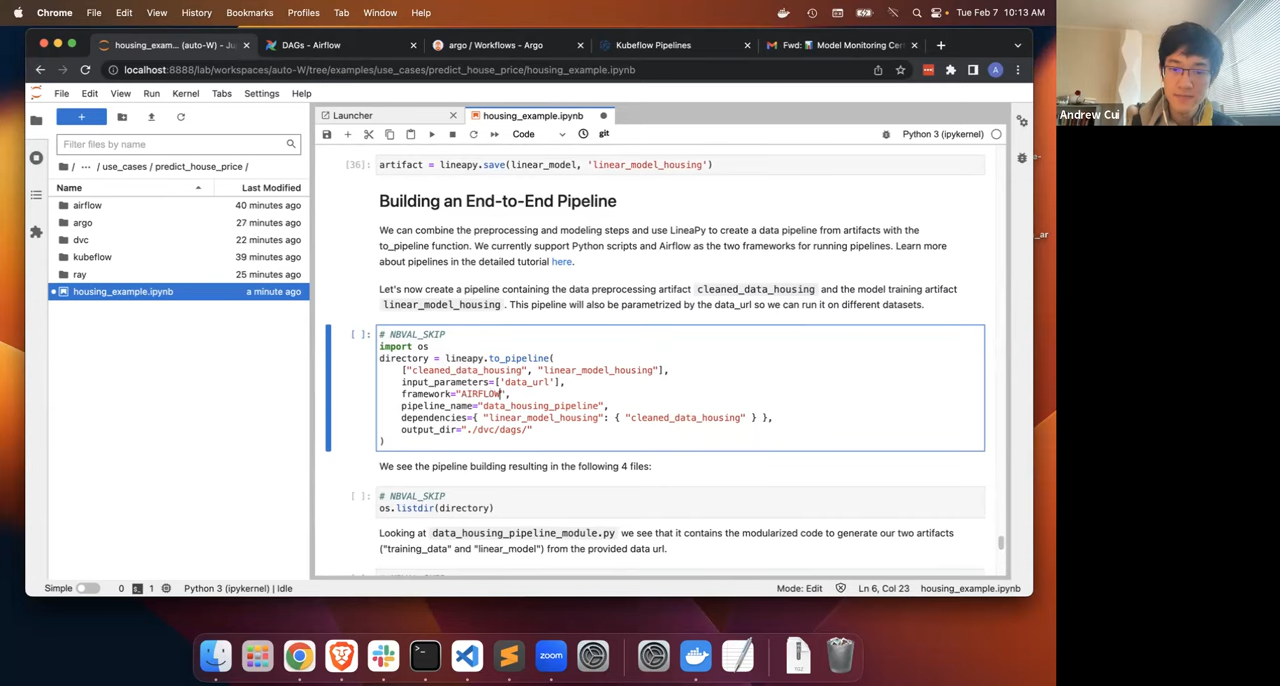 Chrome File Edit View History Bookmarks Profiles Tab Window Help Tue Feb 7 10:13 AM
housing_exam... (auto-W) - Ju DAGs - Airflow argo / Workflows - Argo Kubeflow Pipelines Fwd: Model Monitoring Cer
localhost:8888/lab/workspaces/auto-W/tree/examples/use_cases/predict_house_price/housing_example.ipynb
A
File Edit View Run Kernel Tabs Settings Help
Launcher housing_example.ipynb
Code git Python 3 (ipykernel)
Filter files by name
/ ... / use_cases / predict_house_price /
Name Last Modified
airflow 40 minutes ago
argo 27 minutes ago
dvc 22 minutes ago
kubeflow 39 minutes ago
ray 25 minutes ago
housing_example.ipynb a minute ago
[36]: artifact = lineapy.save(linear_model, 'linear_model_housing')
Building an End-to-End Pipeline
We can combine the preprocessing and modeling steps and use LineaPy to create a data pipeline from artifacts with the
to_pipeline function. We currently support Python scripts and Airflow as the two frameworks for running pipelines. Learn more
about pipelines in the detailed tutorial here.
Let's now create a pipeline containing the data preprocessing artifact cleaned_data_housing and the model training artifact
linear_model_housing . This pipeline will also be parametrized by the data_url so we can run it on different datasets.
[ ]: # NBVAL_SKIP
import os
directory = lineapy.to_pipeline(
["cleaned_data_housing", "linear_model_housing"],
input_parameters=['data_url'],
framework="AIRFLOW",
pipeline_name="data_housing_pipeline",
dependencies={ "linear_model_housing": { "cleaned_data_housing" } },
output_dir="./dvc/dags/"
)
We see the pipeline building resulting in the following 4 files:
[ ]: # NBVAL_SKIP
os.listdir(directory)
Looking at data_housing_pipeline_module.py we see that it contains the modularized code to generate our two artifacts
("training_data" and "linear_model") from the provided data url.
Simple 0 1 Python 3 (ipykernel) | Idle Mode: Edit Ln 6, Col 23 housing_example.ipynb
Andrew Cui
zoom